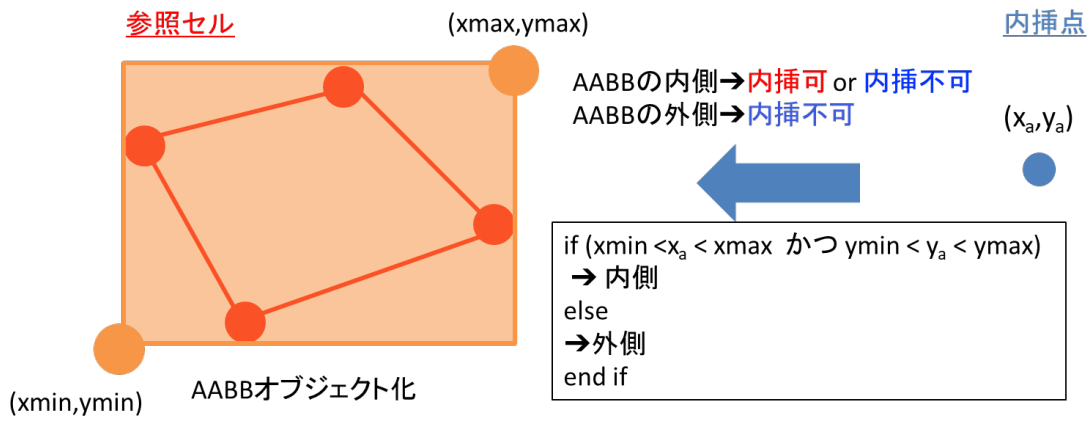 参照セル
(xmax,ymax)
内挿点
AABBの内側➔内挿可 or 内挿不可
AABBの外側➔内挿不可
(xa,ya)
if (xmin <xa < xmax かつ ymin < ya < ymax)
➔ 内側
else
➔外側
end if
AABBオブジェクト化
(xmin,ymin)